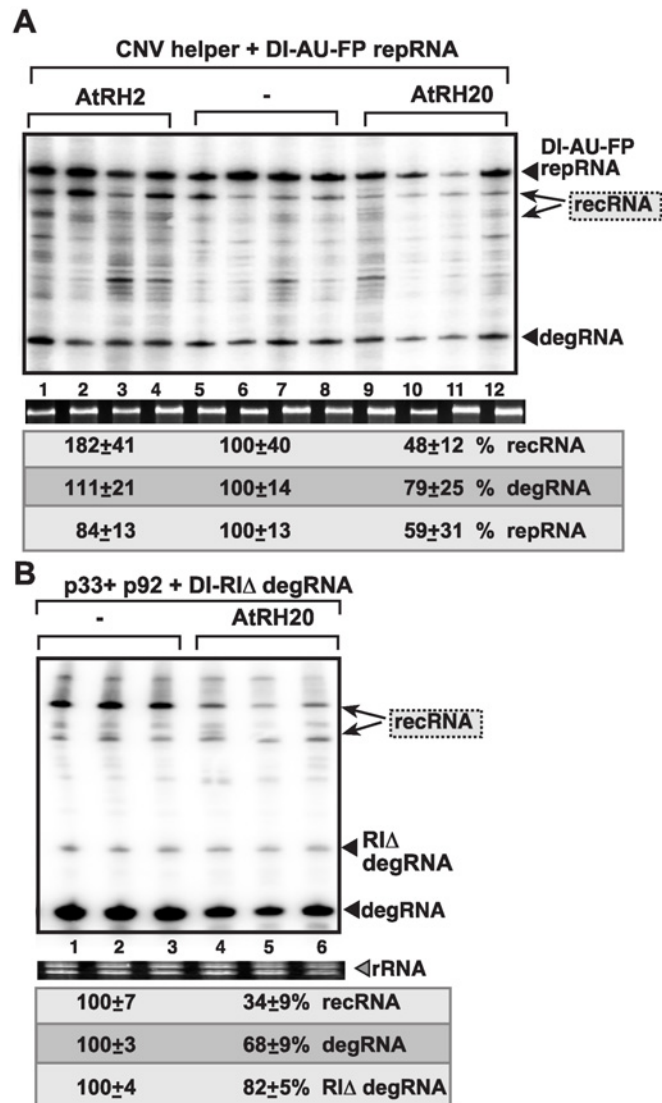 A
CNV helper + DI-AU-FP repRNA
AtRH2 - AtRH20
DI-AU-FP
repRNA
recRNA
degRNA
1 2 3 4 5 6 7 8 9 10 11 12
182±41 100±40 48±12 % recRNA
111±21 100±14 79±25 % degRNA
84±13 100±13 59±31 % repRNA
B
p33+ p92 + DI-RIΔ degRNA
- AtRH20
recRNA
RIΔ
degRNA
degRNA
1 2 3 4 5 6
rRNA
100±7 34±9% recRNA
100±3 68±9% degRNA
100±4 82±5% RIΔ degRNA